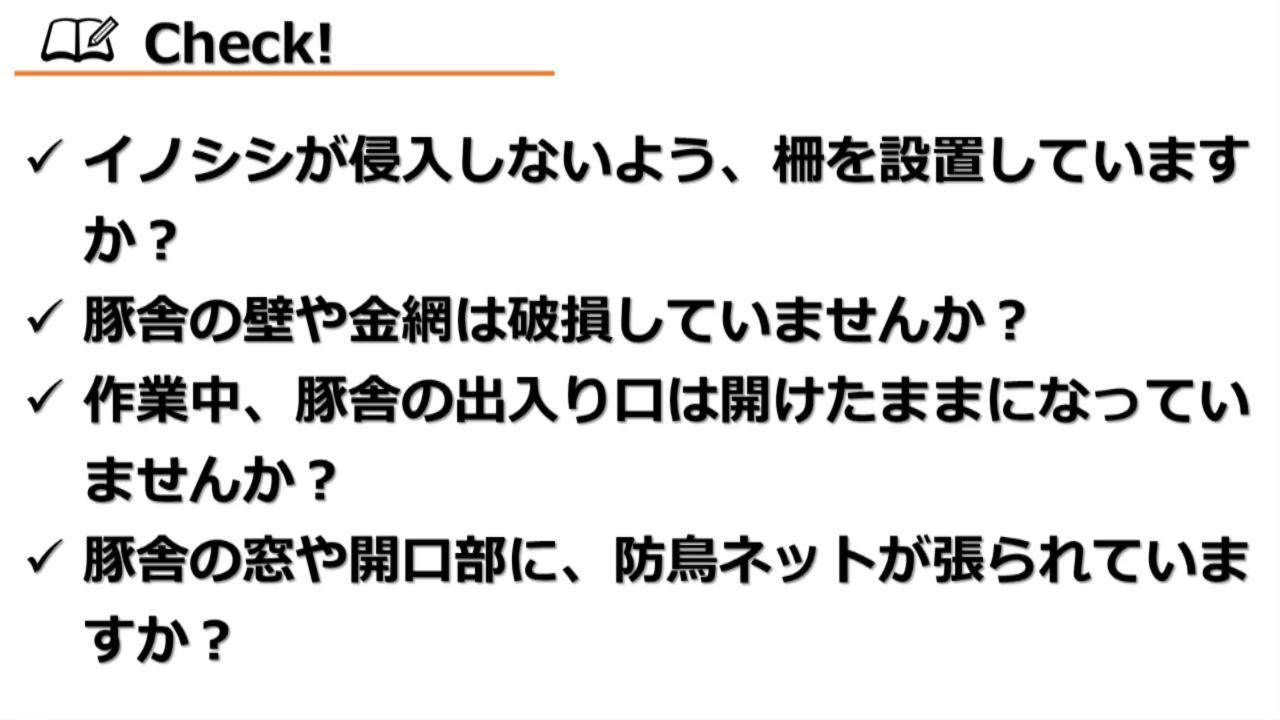 Check!
✓ イノシシが侵入しないよう、柵を設置しています
か？
✓ 豚舎の壁や金網は破損していませんか？
✓ 作業中、豚舎の出入り口は開けたままになってい
ませんか？
✓ 豚舎の窓や開口部に、防鳥ネットが張られていま
すか？